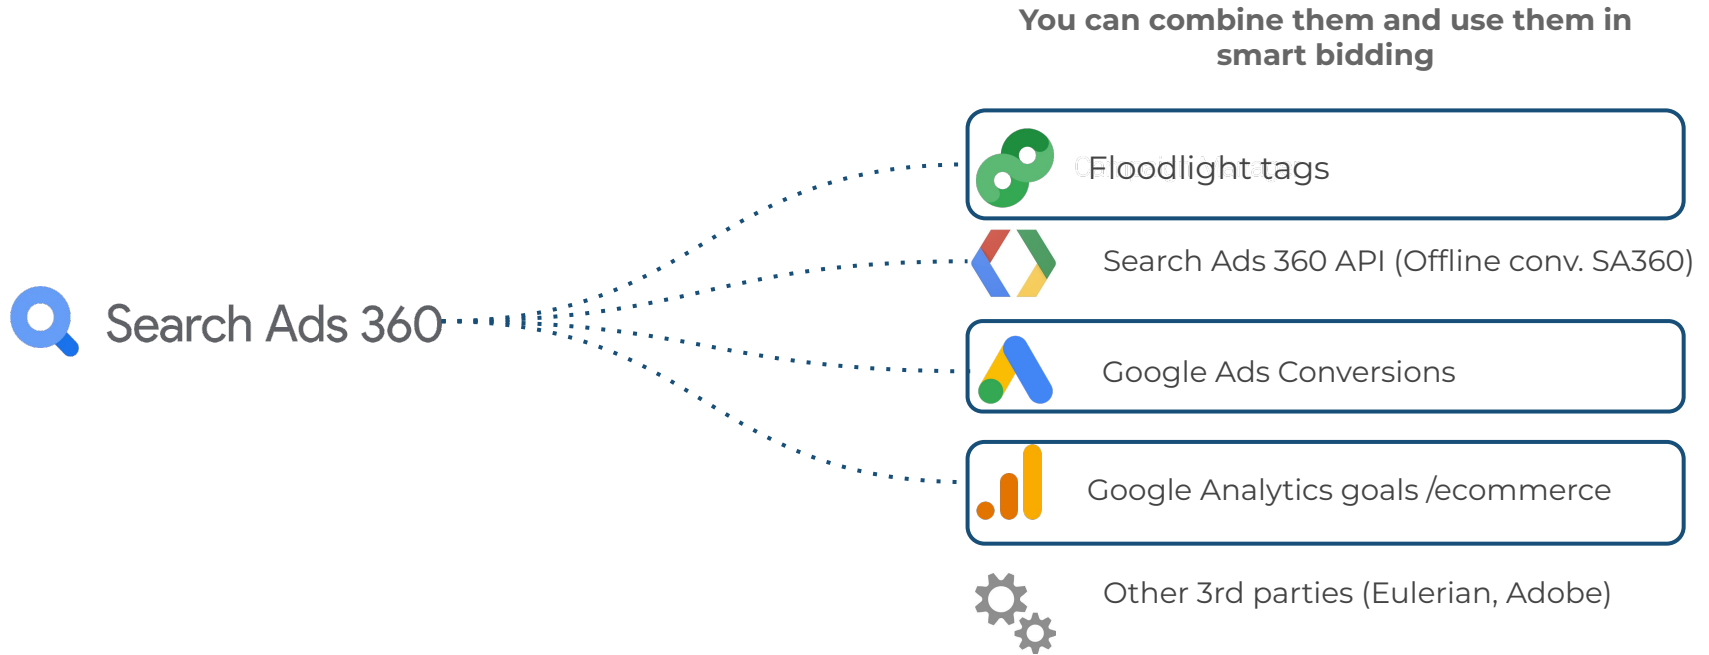 You can combine them and use them in
smart bidding
Floodlight tags
Search Ads 360 API (Offline conv. SA360)
Search Ads 360
Google Ads Conversions
Google Analytics goals /ecommerce
Other 3rd parties (Eulerian, Adobe)